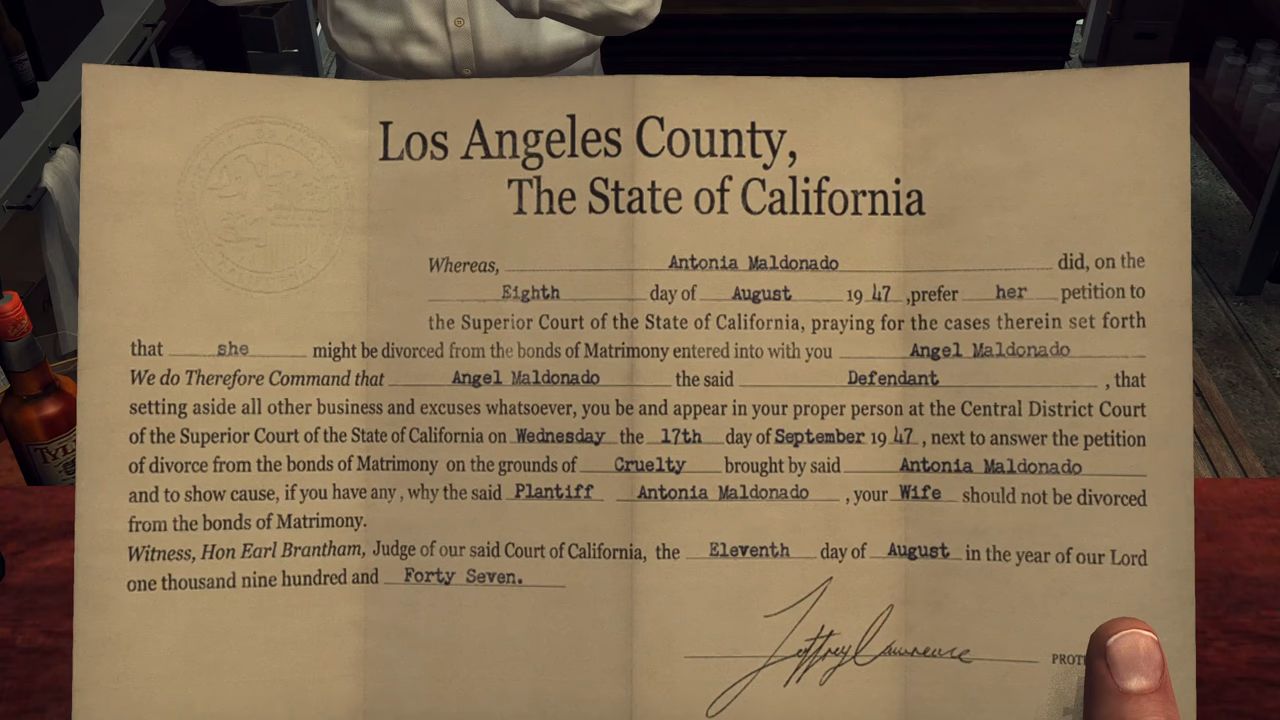 Los Angeles County,
The State of California
Whereas, Antonia Maldonado did, on the
Eighth day of August 19 47 ,prefer her petition to
the Superior Court of the State of California, praying for the cases therein set forth
that she might be divorced from the bonds of Matrimony entered into with you Angel Maldonado
We do Therefore Command that Angel Maldonado the said Defendant , that
setting aside all other business and excuses whatsoever, you be and appear in your proper person at the Central District Court
of the Superior Court of the State of California on Wednesday the 17th day of September 19 47 , next to answer the petition
of divorce from the bonds of Matrimony on the grounds of Cruelty brought by said Antonia Maldonado
and to show cause, if you have any , why the said Plantiff Antonia Maldonado , your Wife should not be divorced
from the bonds of Matrimony.
Witness, Hon Earl Brantham, Judge of our said Court of California, the Eleventh day of August in the year of our Lord
one thousand nine hundred and Forty Seven.
Jeffrey Lawrence